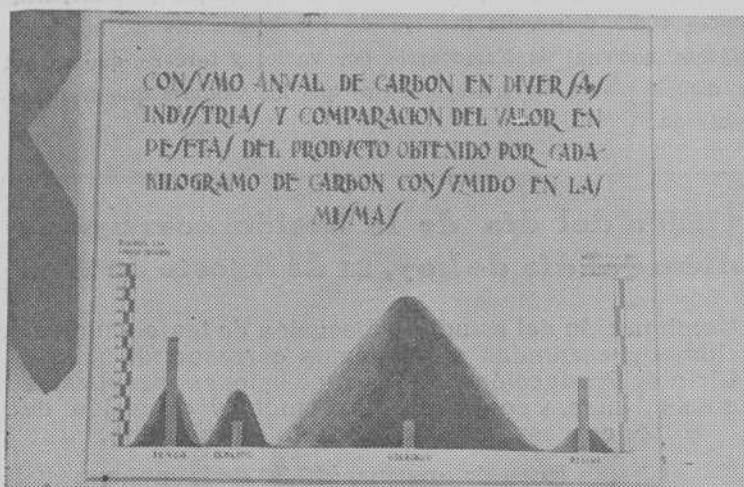 CONSVMO ANVAL DE CARBON EN DIVERSAS
INDVSTRIAS Y COMPARACION DEL VALOR EN
PESETAS DEL PRODVCTO OBTENIDO POR CADA-
KILOGRAMO DE CARBON CONSVMIDO EN LAS
MISMAS